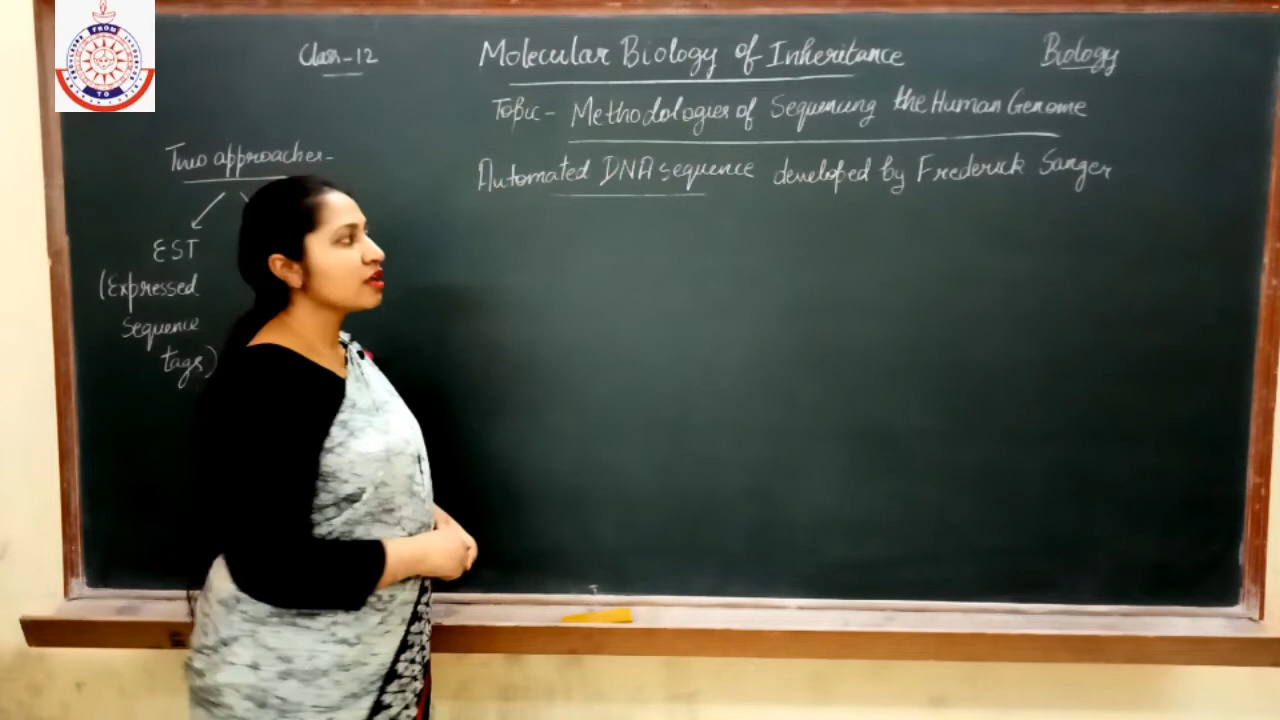 Class-12
Molecular Biology of Inheritance
Biology
Topic- Methodologies of Sequencing the Human Genome
Two approaches-
Automated DNA sequence developed by Frederick Sanger
EST
(Expressed
Sequence
tags)